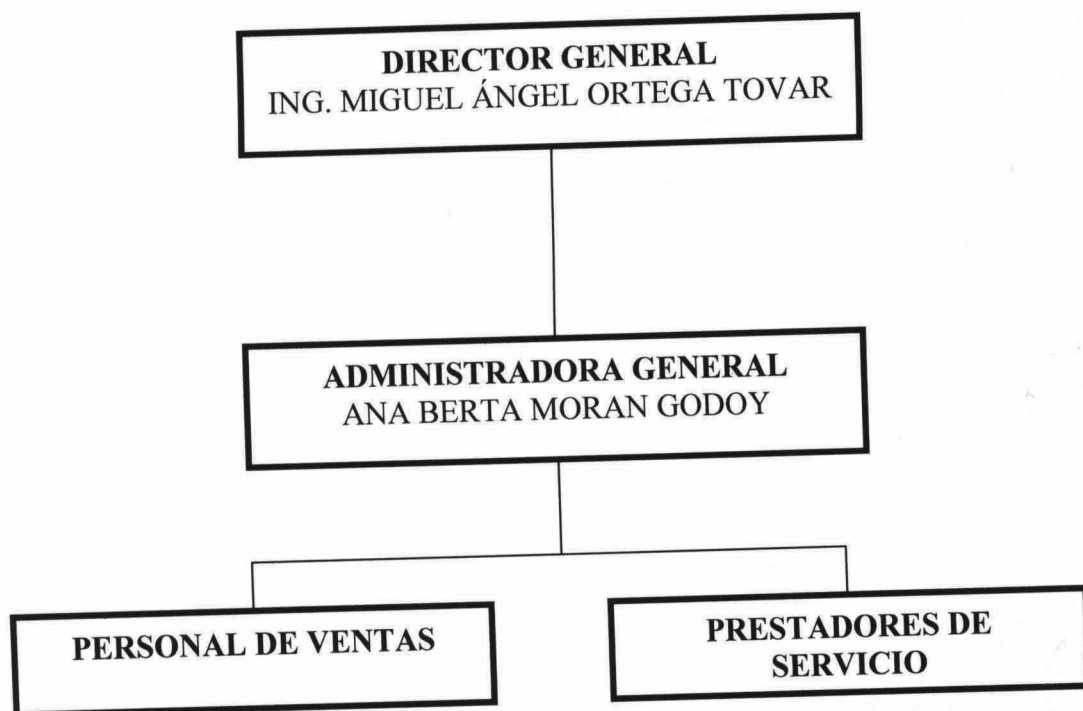 DIRECTOR GENERAL
ING. MIGUEL ÁNGEL ORTEGA TOVAR
ADMINISTRADORA GENERAL
ANA BERTA MORAN GODOY
PERSONAL DE VENTAS
PRESTADORES DE
SERVICIO